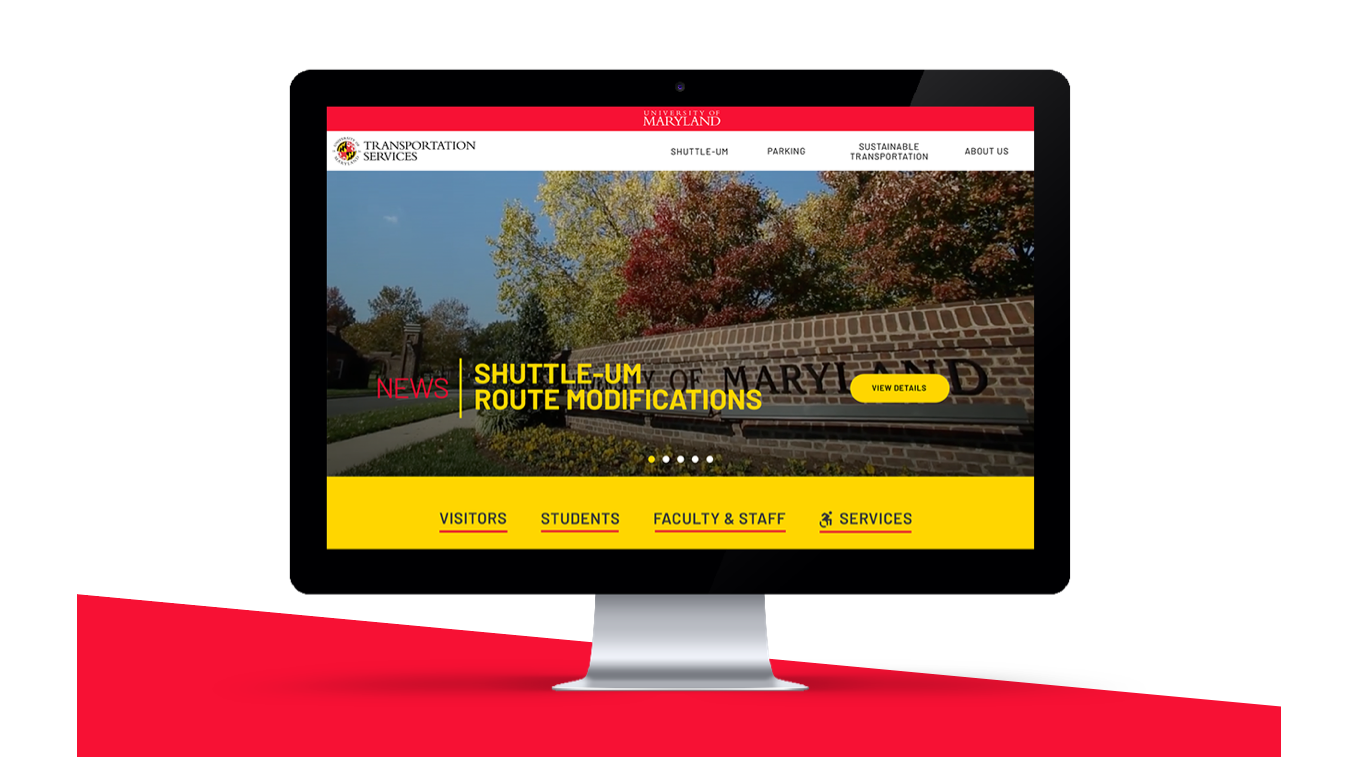 UNIVERSITY OF
MARYLAND
TRANSPORTATION
SERVICES
SHUTTLE-UM
PARKING
SUSTAINABLE
TRANSPORTATION
ABOUT US
NEWS
SHUTTLE-UM
ROUTE MODIFICATIONS
OF MARYLAND
VIEW DETAILS
VISITORS
STUDENTS
FACULTY & STAFF
SERVICES